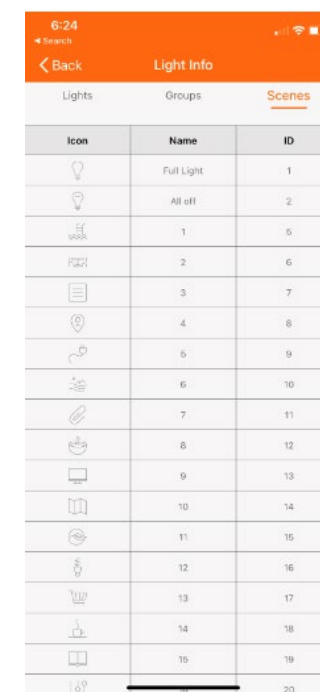 6:24
◀ Search
Back Light Info
Lights Groups Scenes
Icon Name ID
Full Light 1
All off 2
1 5
2 6
3 7
4 8
5 9
6 10
7 11
8 12
9 13
10 14
11 15
12 16
13 17
14 18
15 19
20